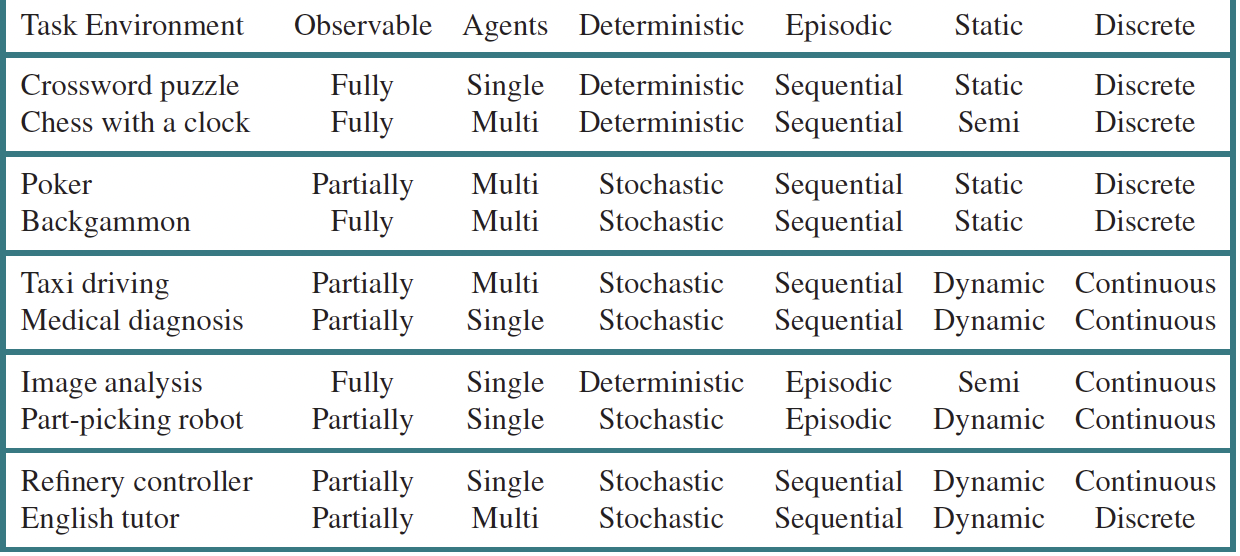 Task Environment Observable Agents Deterministic Episodic Static Discrete
Crossword puzzle Fully Single Deterministic Sequential Static Discrete
Chess with a clock Fully Multi Deterministic Sequential Semi Discrete
Poker Partially Multi Stochastic Sequential Static Discrete
Backgammon Fully Multi Stochastic Sequential Static Discrete
Taxi driving Partially Multi Stochastic Sequential Dynamic Continuous
Medical diagnosis Partially Single Stochastic Sequential Dynamic Continuous
Image analysis Fully Single Deterministic Episodic Semi Continuous
Part-picking robot Partially Single Stochastic Episodic Dynamic Continuous
Refinery controller Partially Single Stochastic Sequential Dynamic Continuous
English tutor Partially Multi Stochastic Sequential Dynamic Discrete